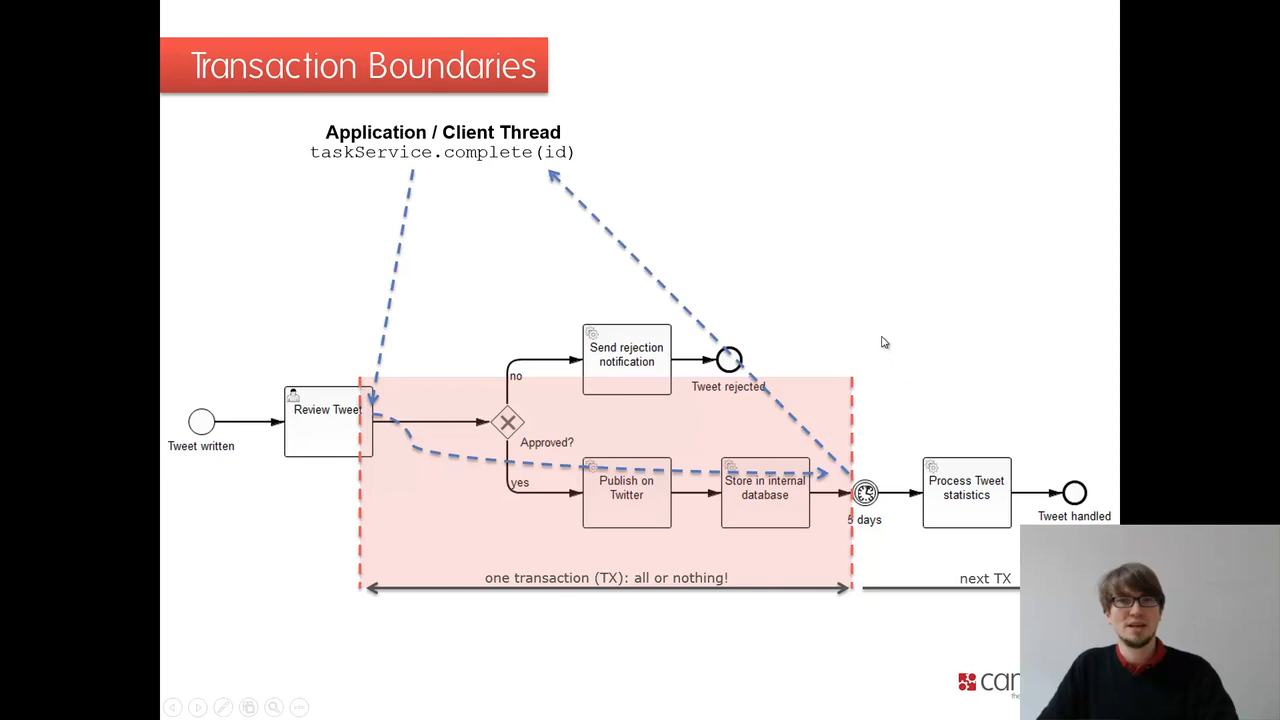 Transaction Boundaries
Application / Client Thread
taskService.complete(id)
Send rejection
notification
no
Tweet rejected
Review Tweet
Tweet written
Approved?
yes
Publish on
Twitter
Store in internal
database
5 days
Process Tweet
statistics
Tweet handled
one transaction (TX): all or nothing!
next TX